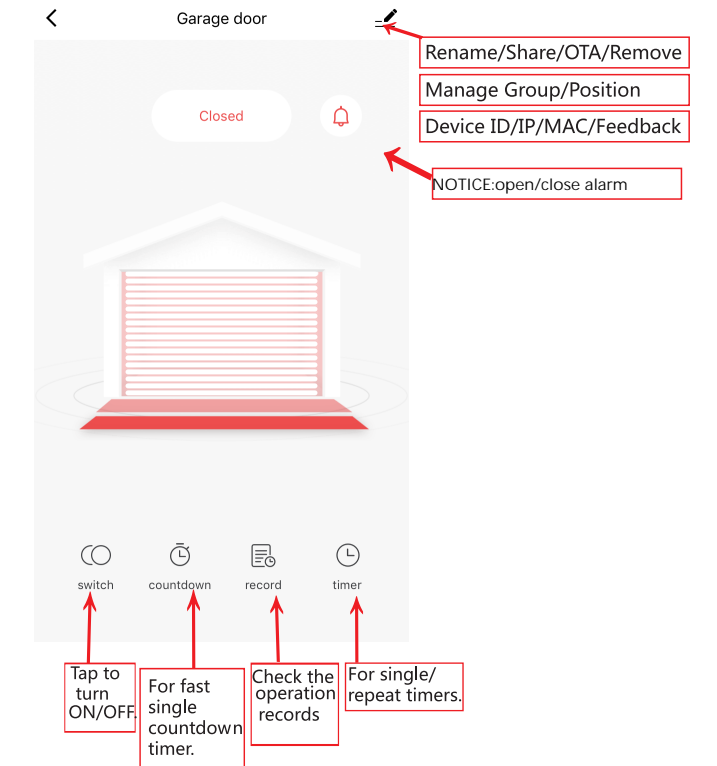 Garage door
Rename/Share/OTA/Remove
Manage Group/Position
Device ID/IP/MAC/Feedback
Closed
NOTICE:open/close alarm
switch
countdown
record
timer
Tap to
turn
ON/OFF.
For fast
single
countdown
timer.
Check the
operation
records
For single/
repeat timers.